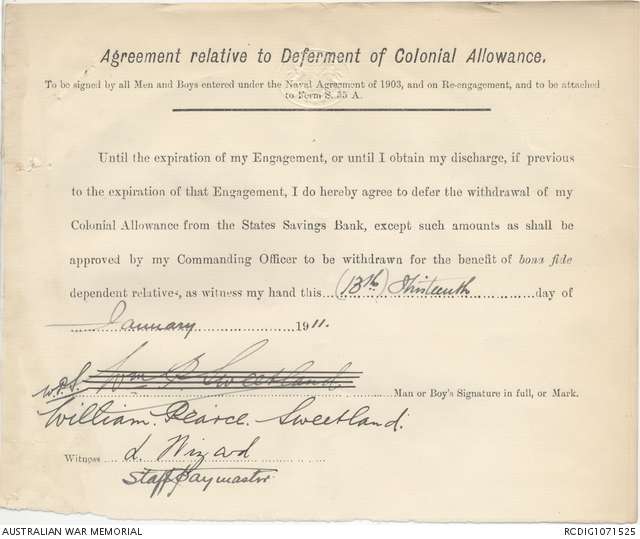 Agreement relative to Deferment of Colonial Allowance.
To be signed by all Men and Boys entered under the Naval Agreement of 1903, and on Re-engagement, and to be attached
to Form S. 55 A.
Until the expiration of my Engagement, or until I obtain my discharge, if previous
to the expiration of that Engagement, I do hereby agree to defer the withdrawal of my
Colonial Allowance from the States Savings Bank, except such amounts as shall be
approved by my Commanding Officer to be withdrawn for the benefit of bona fide
dependent relatives, as witness my hand this (13th) Thirteenth day of
January 1911.
W.P.S. Wm P. Sweetland
Man or Boy's Signature in full, or Mark.
William. Pearce. Sweetland.
Witness L Wizard
Staff Paymaster
AUSTRALIAN WAR MEMORIAL RCDIG1071525